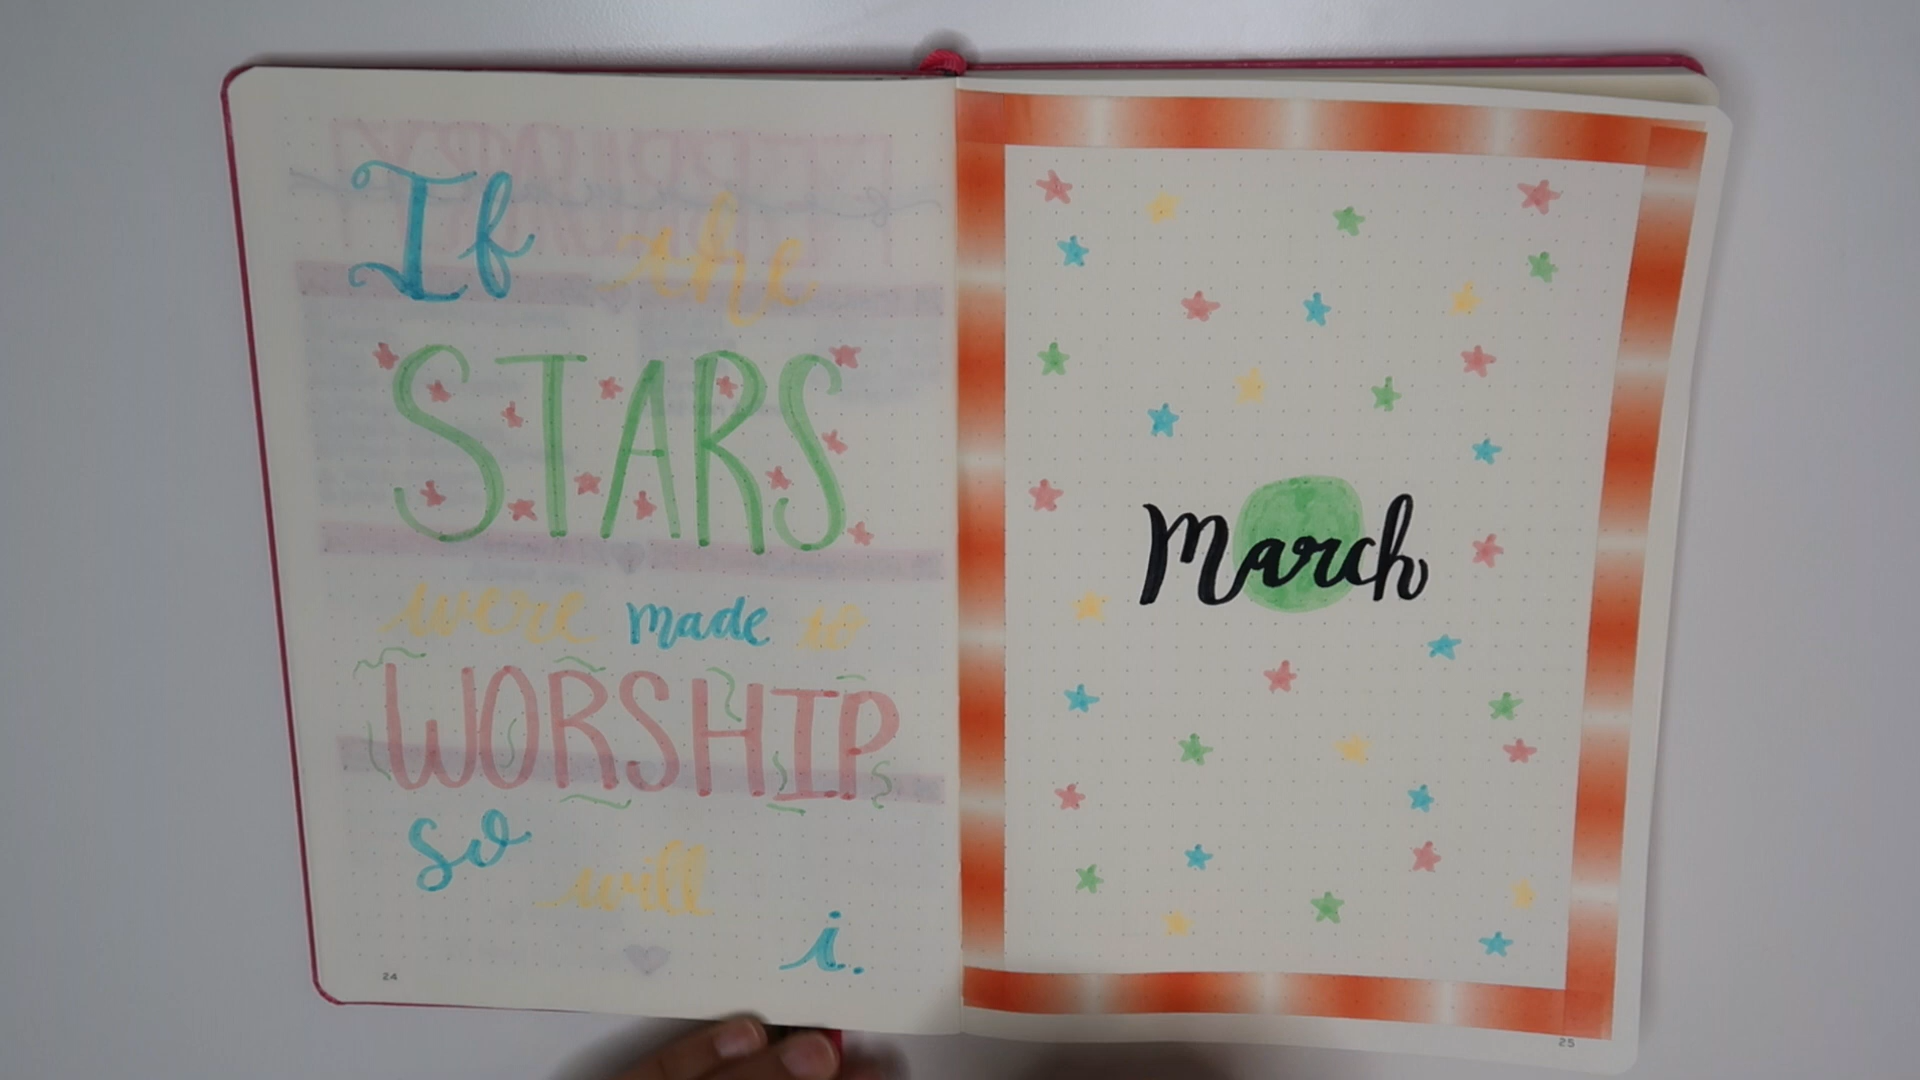 If the
STARS
were made to
WORSHIP
so
will
i.
24
March
25